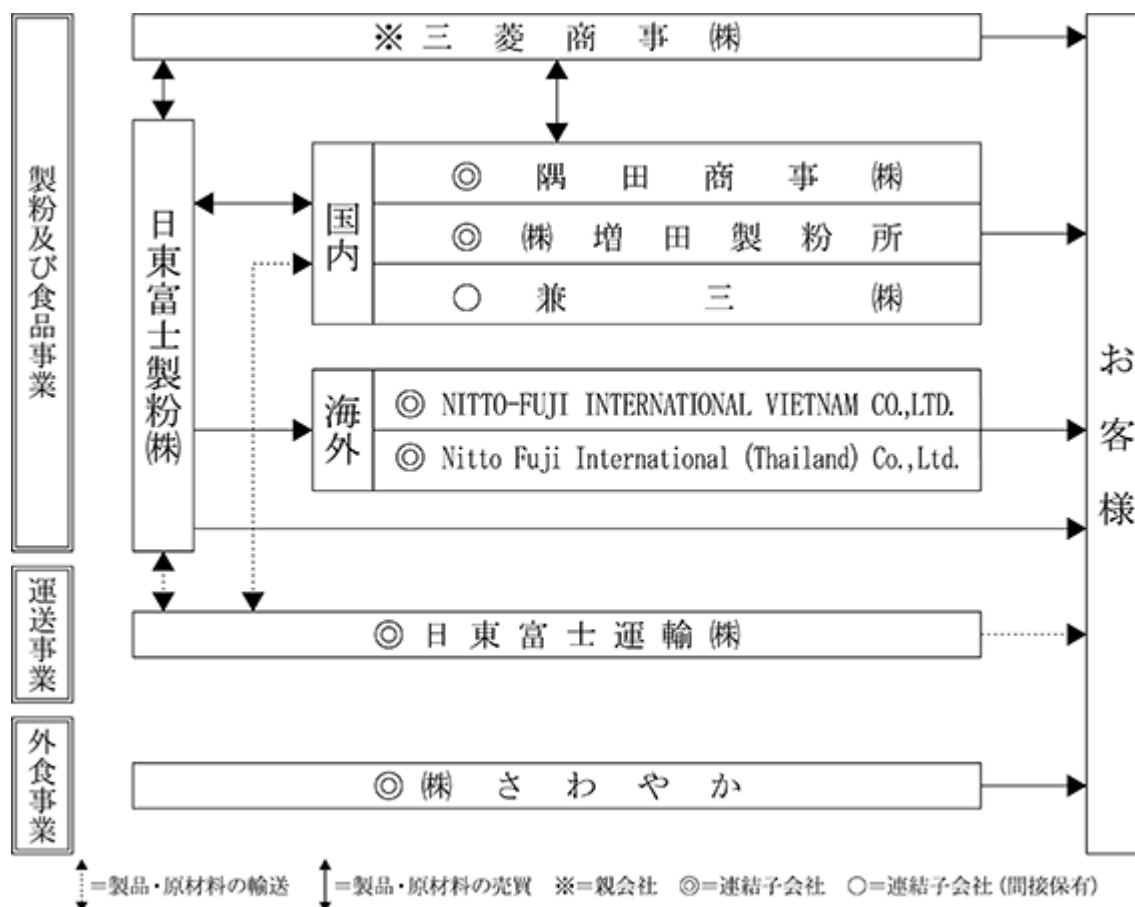 ※三菱商事㈱
製粉及び食品事業
日東富士製粉㈱
国内
◎ 隅田商事㈱
◎ ㈱増田製粉所
○ 兼三㈱
海外
◎ NITTO-FUJI INTERNATIONAL VIETNAM CO.,LTD.
◎ Nitto Fuji International (Thailand) Co.,Ltd.
お客様
運送事業
◎日東富士運輸㈱
外食事業
◎㈱さわやか
=製品・原材料の輸送 =製品・原材料の売買 ※=親会社 ◎=連結子会社 ○=連結子会社(間接保有)